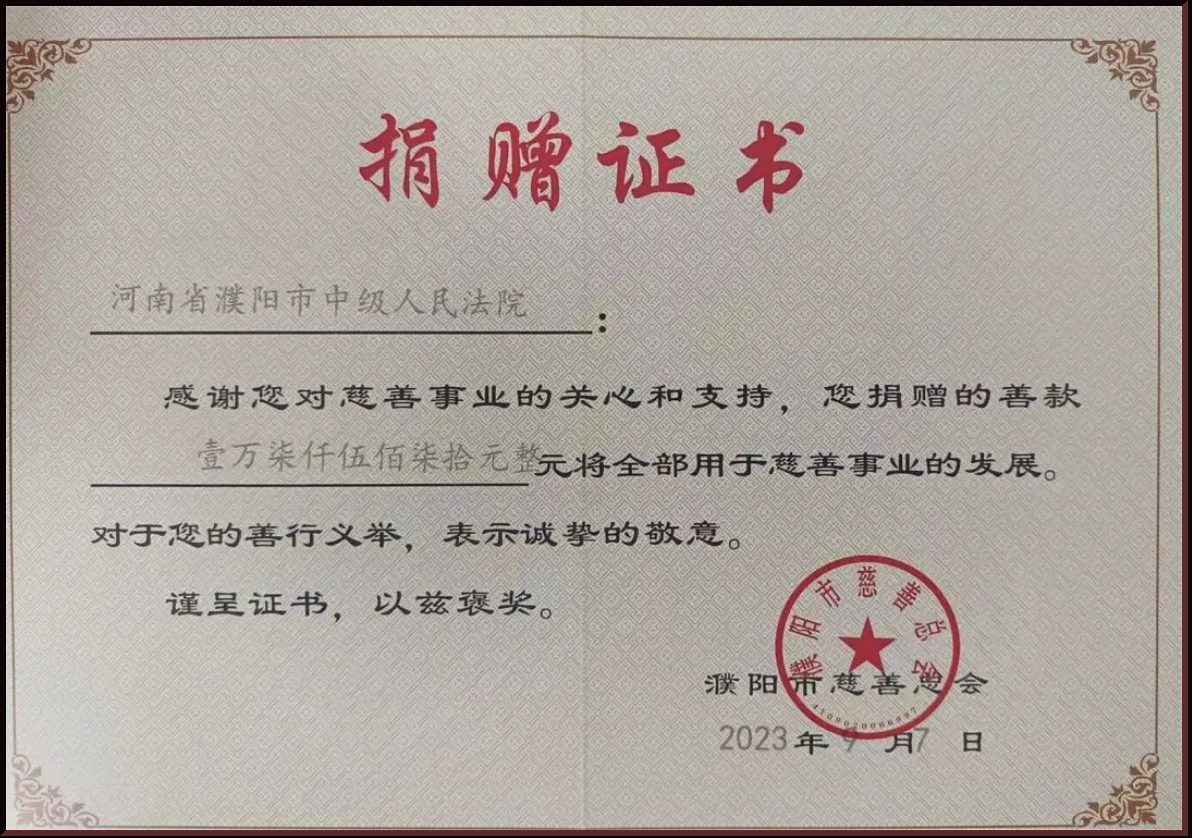 捐赠证书
河南省濮阳市中级人民法院:
感谢您对慈善事业的关心和支持，您捐赠的善款
壹万柒仟伍佰柒拾元整元将全部用于慈善事业的发展。
对于您的善行义举，表示诚挚的敬意。
谨呈证书，以兹褒奖。
濮阳市慈善总会
濮阳市慈善总会
2023年9月7日